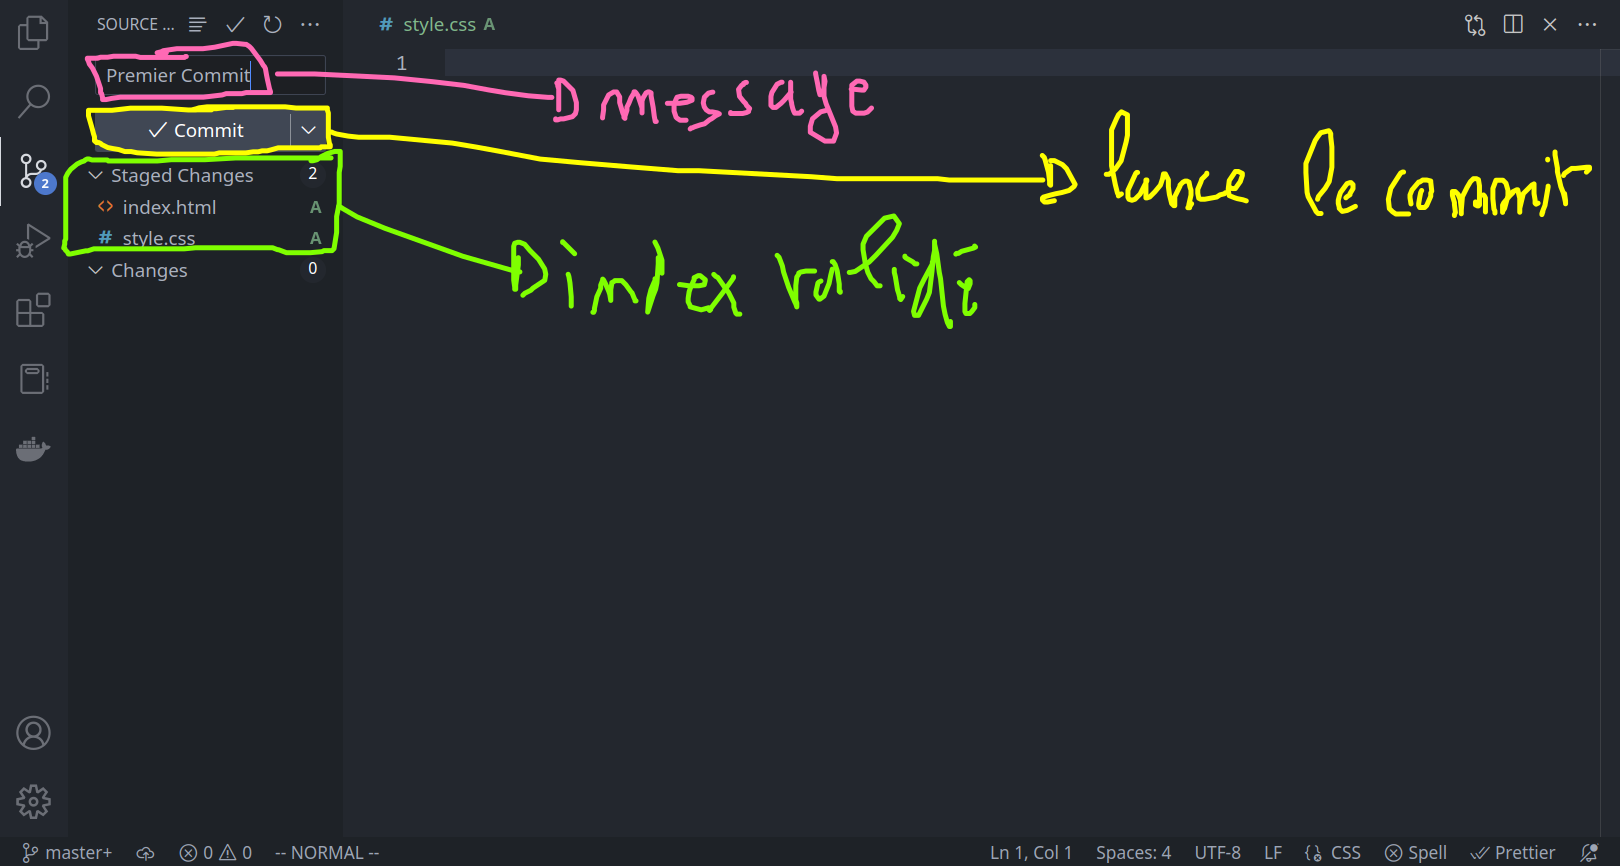 SOURCE ...
# style.css A
Premier Commit
1
message
Commit
lance le commit
Staged Changes 2
2
index.html A
# style.css A
index validé
Changes 0
master+ 0 0 -- NORMAL -- Ln 1, Col 1 Spaces: 4 UTF-8 LF CSS Spell Prettier